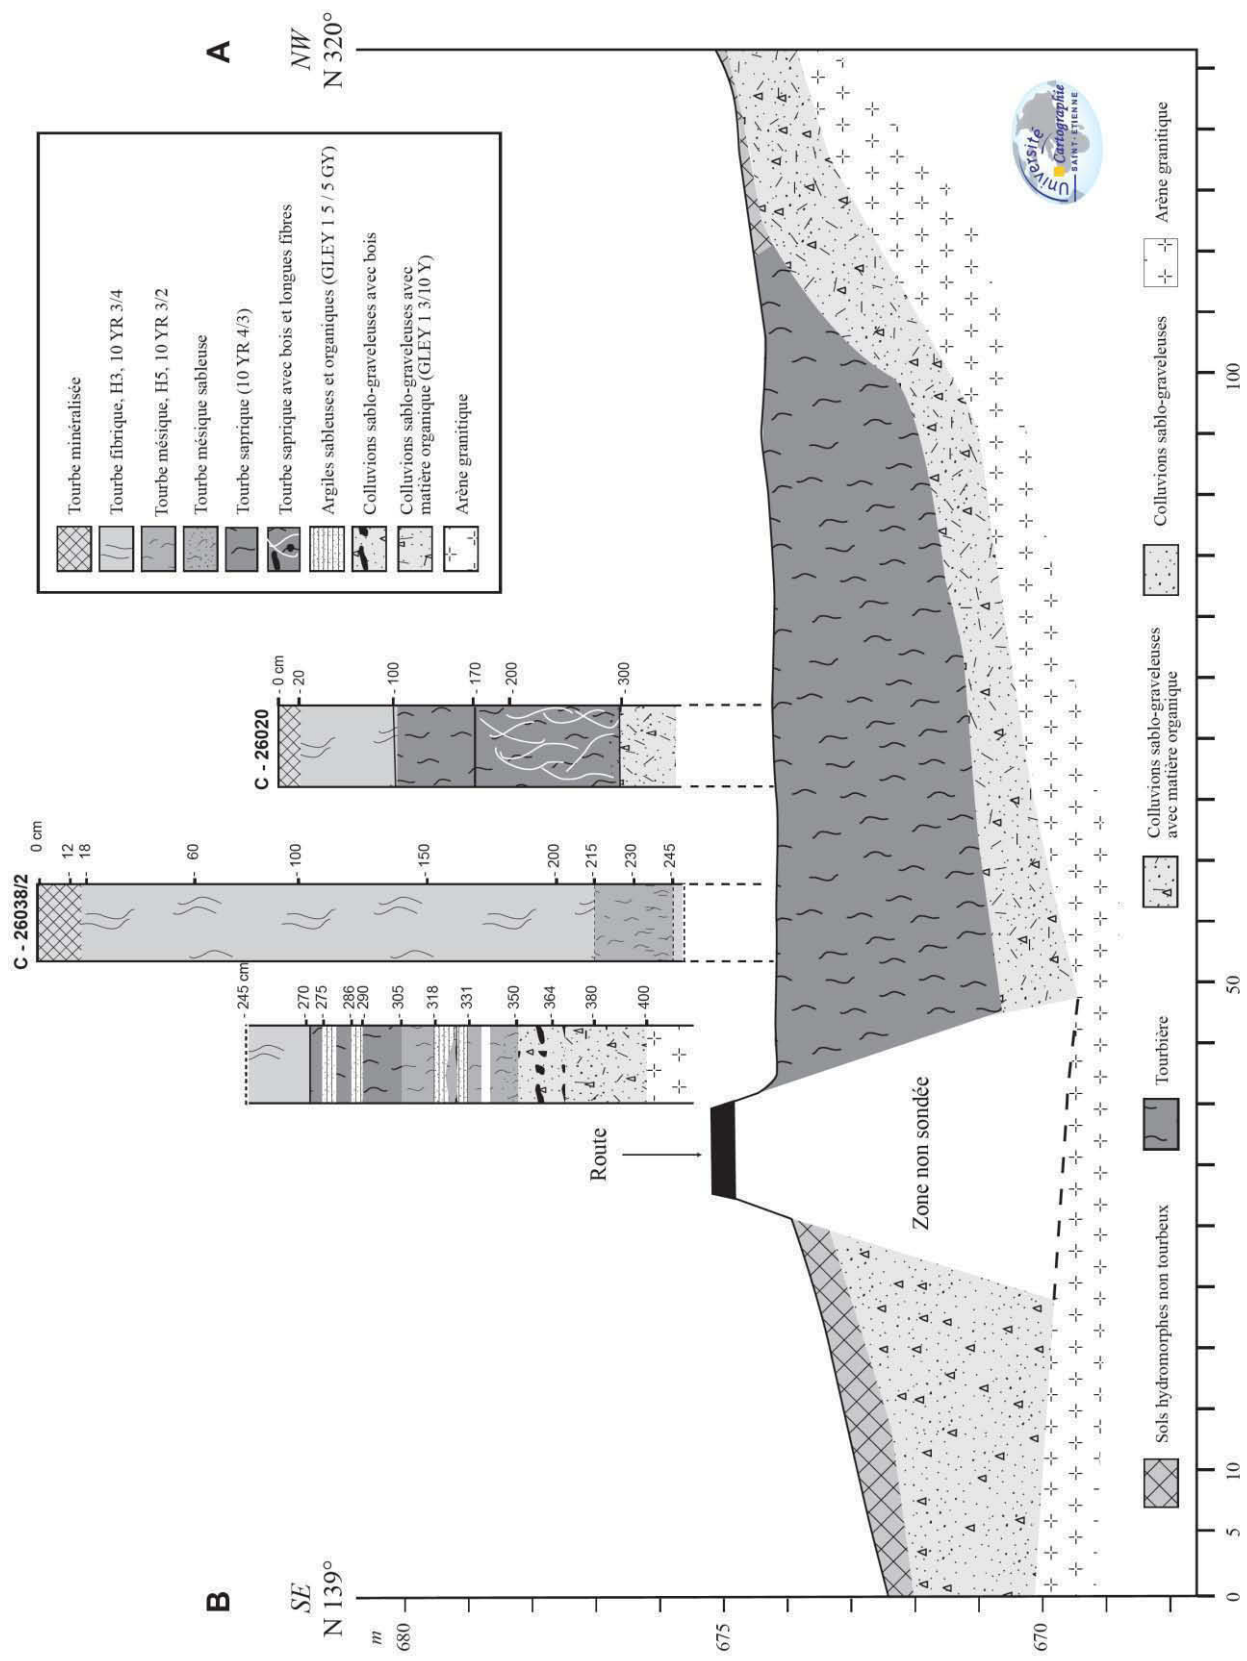 B
SE
N 139°
A
NW
N 320°
Tourbe minéralisée
Tourbe fibrique, H3, 10 YR 3/4
Tourbe mésique, H5, 10 YR 3/2
Tourbe mésique sableuse
Tourbe saprique (10 YR 4/3)
Tourbe saprique avec bois et longues fibres
Argiles sableuses et organiques (GLEY 1 5 / 5 GY)
Colluvions sablo-graveleuses avec bois
Colluvions sablo-graveleuses avec
matière organique (GLEY 1 3/10 Y)
Arène granitique
C - 26038/2
0 cm
12
18
60
100
150
200
215
230
245
245 cm
270
275
286
290
305
318
331
350
364
380
400
C - 26020
0 cm
20
100
170
200
300
m
680
675
670
Route
Zone non sondée
Université
Cartographie
SAINT-ETIENNE
Sols hydromorphes non tourbeux
Tourbière
Colluvions sablo-graveleuses
avec matière organique
Colluvions sablo-graveleuses
Arène granitique
0
5
10
50
100